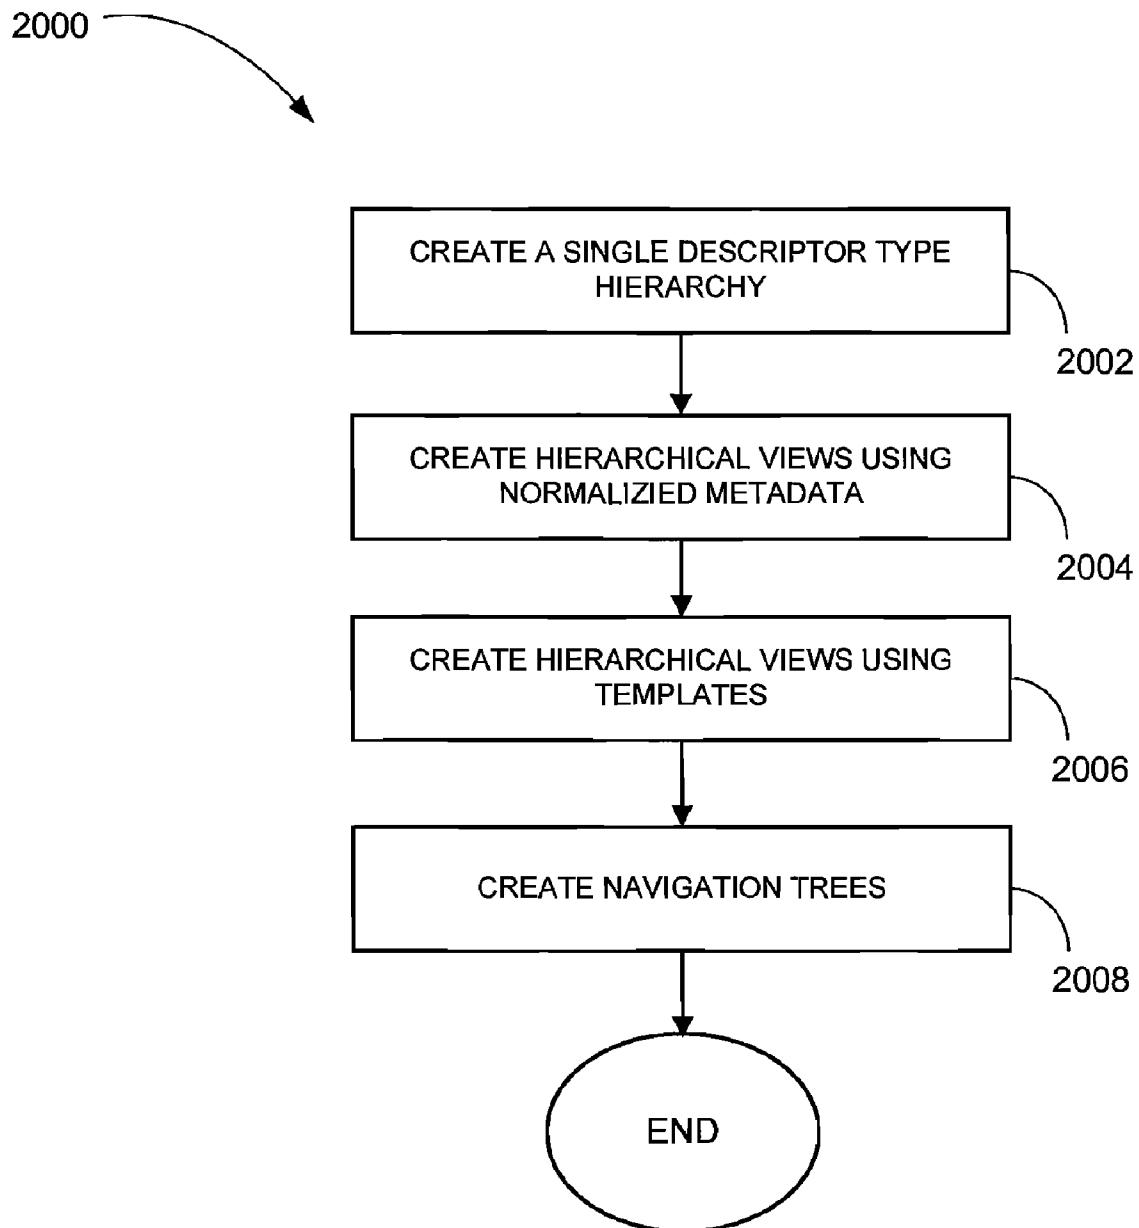 2000
CREATE A SINGLE DESCRIPTOR TYPE
HIERARCHY
2002
CREATE HIERARCHICAL VIEWS USING
NORMALIZIED METADATA
2004
CREATE HIERARCHICAL VIEWS USING
TEMPLATES
2006
CREATE NAVIGATION TREES
2008
END